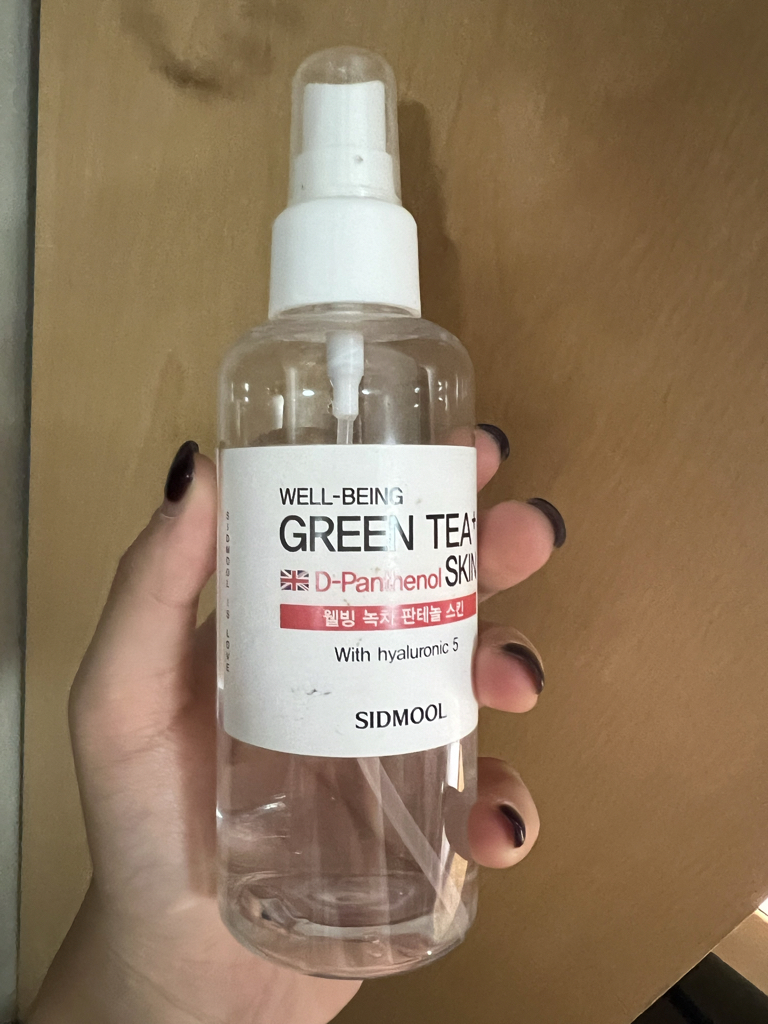 WELL-BEING
GREEN TEA+
D-Panthenol SKIN
웰빙 녹차 판테놀 스킨
With hyaluronic 5
SIDMOOL
SIDMOOL IS LOVE